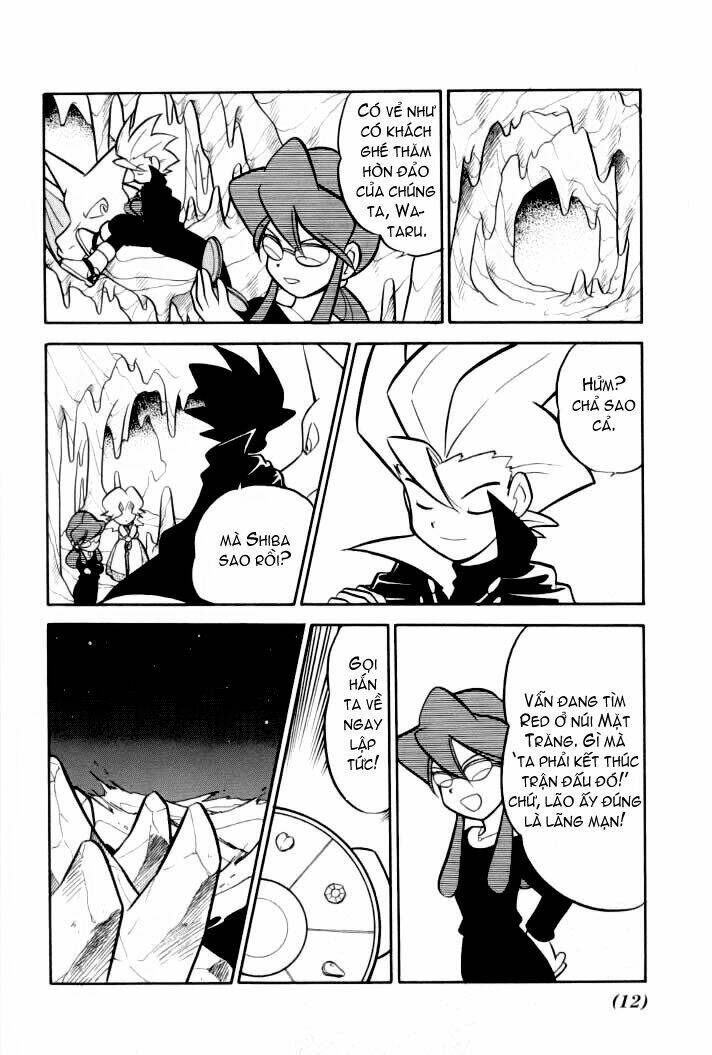 Có vẻ như
có khách
ghé thăm
hòn đảo
của chúng
ta, Wa-
taru.
Hửm?
chả sao
cả.
mà Shiba
sao rồi?
Vẫn đang tìm
Red ở núi Mặt
Trăng. Gì mà
'ta phải kết thúc
trận đấu đó!'
chứ, lão ấy đúng
là lãng mạn!
Gọi
hắn
ta về
ngay
lập
tức!
(12)